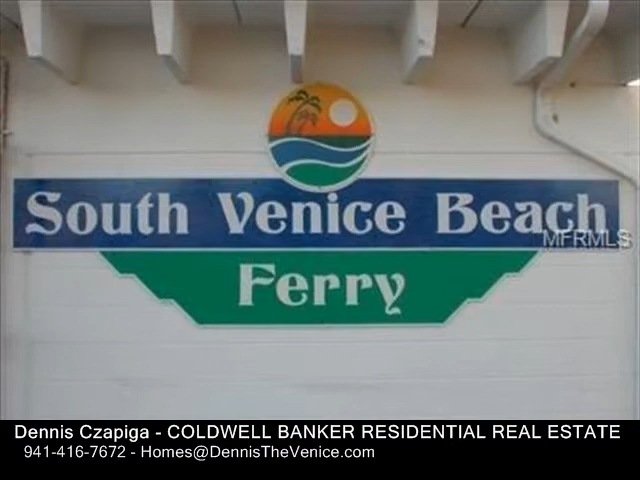 South Venice Beach
MFRMLS
Ferry
Dennis Czapiga - COLDWELL BANKER RESIDENTIAL REAL ESTATE
941-416-7672 - Homes@DennisTheVenice.com